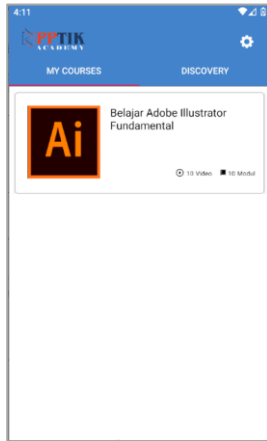 4:11
PPTIK
ACADEMY
MY COURSES
DISCOVERY
Ai
Belajar Adobe Illustrator
Fundamental
10 Video
10 Modul